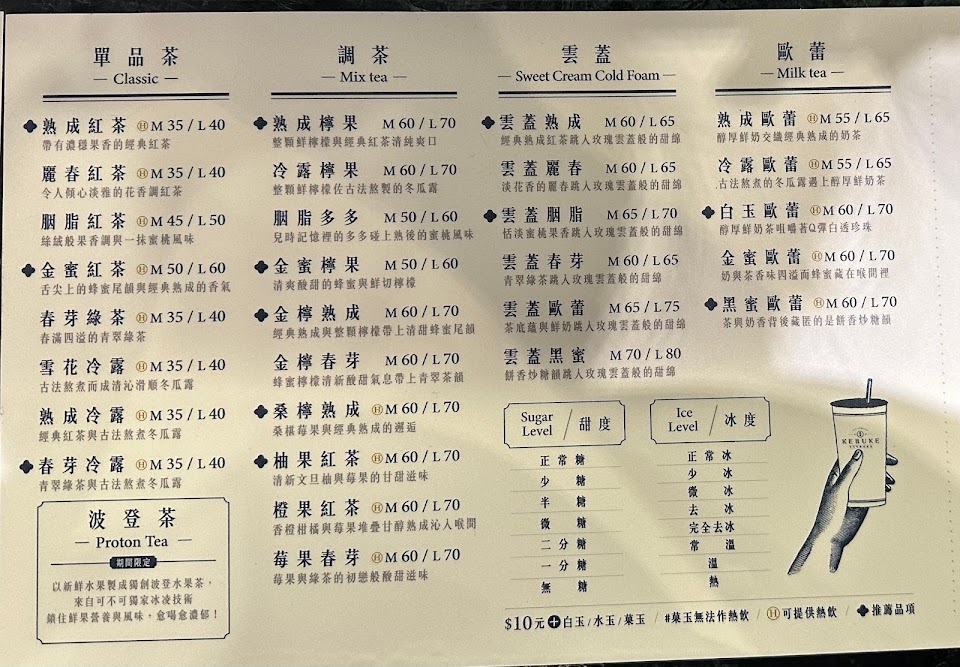 單品茶
Classic
熟成紅茶 ⒽM 35 / L 40
帶有濃穩果香的經典紅茶
麗春紅茶 ⒽM 35 / L 40
令人傾心淡雅的花香調紅茶
胭脂紅茶 ⒽM 45 / L 50
絲絨般果香調與一抹蜜桃風味
金蜜紅茶 ⒽM 50 / L 60
舌尖上的蜂蜜尾韻與經典熟成的香氣
春芽綠茶 ⒽM 35 / L 40
春滿四溢的青翠綠茶
雪花冷露 ⒽM 35 / L 40
古法熬煮而成清沁滑順冬瓜露
熟成冷露 ⒽM 35 / L 40
經典紅茶與古法熬煮冬瓜露
春芽冷露 ⒽM 35 / L 40
青翠綠茶與古法熬煮冬瓜露
波登茶
Proton Tea
期間限定
以新鮮水果製成獨創波登水果茶，
來自可不可獨家冰凍技術
鎖住鮮果營養與風味，愈喝愈濃郁！
調茶
Mix tea
熟成檸果 M 60 / L 70
整顆鮮檸檬與經典紅茶清純爽口
冷露檸果 M 60 / L 70
整顆鮮檸檬佐古法熬製的冬瓜露
胭脂多多 M 50 / L 60
兒時記憶裡的多多碰上熟後的蜜桃風味
金蜜檸果 M 50 / L 60
清爽酸甜的蜂蜜與鮮切檸檬
金檸熟成 M 60 / L 70
經典熟成與整顆檸檬帶上清甜蜂蜜尾韻
金檸春芽 M 60 / L 70
蜂蜜檸檬清新酸甜氣息帶上青翠茶韻
桑檸熟成 ⒽM 60 / L 70
桑椹莓果與經典熟成的邂逅
柚果紅茶 ⒽM 60 / L 70
清新文旦柚與莓果的甘甜滋味
橙果紅茶 ⒽM 60 / L 70
香橙柑橘與莓果堆疊甘醇熟成沁人喉間
莓果春芽 ⒽM 60 / L 70
莓果與綠茶的初戀般酸甜滋味
雲蓋
Sweet Cream Cold Foam
雲蓋熟成 M 60 / L 65
經典熟成紅茶跳入玫瑰雲蓋般的甜綿
雲蓋麗春 M 60 / L 65
淡花香的麗春跳入玫瑰雲蓋般的甜綿
雲蓋胭脂 M 65 / L 70
恬淡蜜桃果香跳入玫瑰雲蓋般的甜綿
雲蓋春芽 M 60 / L 65
青翠綠茶跳入玫瑰雲蓋般的甜綿
雲蓋歐蕾 M 65 / L 75
茶底蘊與鮮奶跳入玫瑰雲蓋般的甜綿
雲蓋黑蜜 M 70 / L 80
餅香炒糖韻跳人玫瑰雲蓋般的甜綿
歐蕾
Milk tea
熟成歐蕾 ⒽM 55 / L 65
醇厚鮮奶交織經典熟成的奶茶
冷露歐蕾 ⒽM 55 / L 65
古法熬煮的冬瓜露遇上醇厚鮮奶茶
白玉歐蕾 ⒽM 60 / L 70
醇厚鮮奶茶咀嚼著Q彈白透珍珠
金蜜歐蕾 ⒽM 60 / L 70
奶與茶香味四溢而蜂蜜藏在喉間裡
黑蜜歐蕾 ⒽM 60 / L 70
茶與奶香背後藏匿的是餅香炒糖韻
Sugar Level / 甜度
正常糖
少糖
半糖
微糖
二分糖
一分糖
無糖
Ice Level / 冰度
正常冰
少冰
微冰
去冰
完全去冰
常溫
溫
熱
KEBUKE
$10元➕白玉/水玉/菓玉 / #菓玉無法作熱飲 / Ⓗ可提供熱飲 / 推薦品項